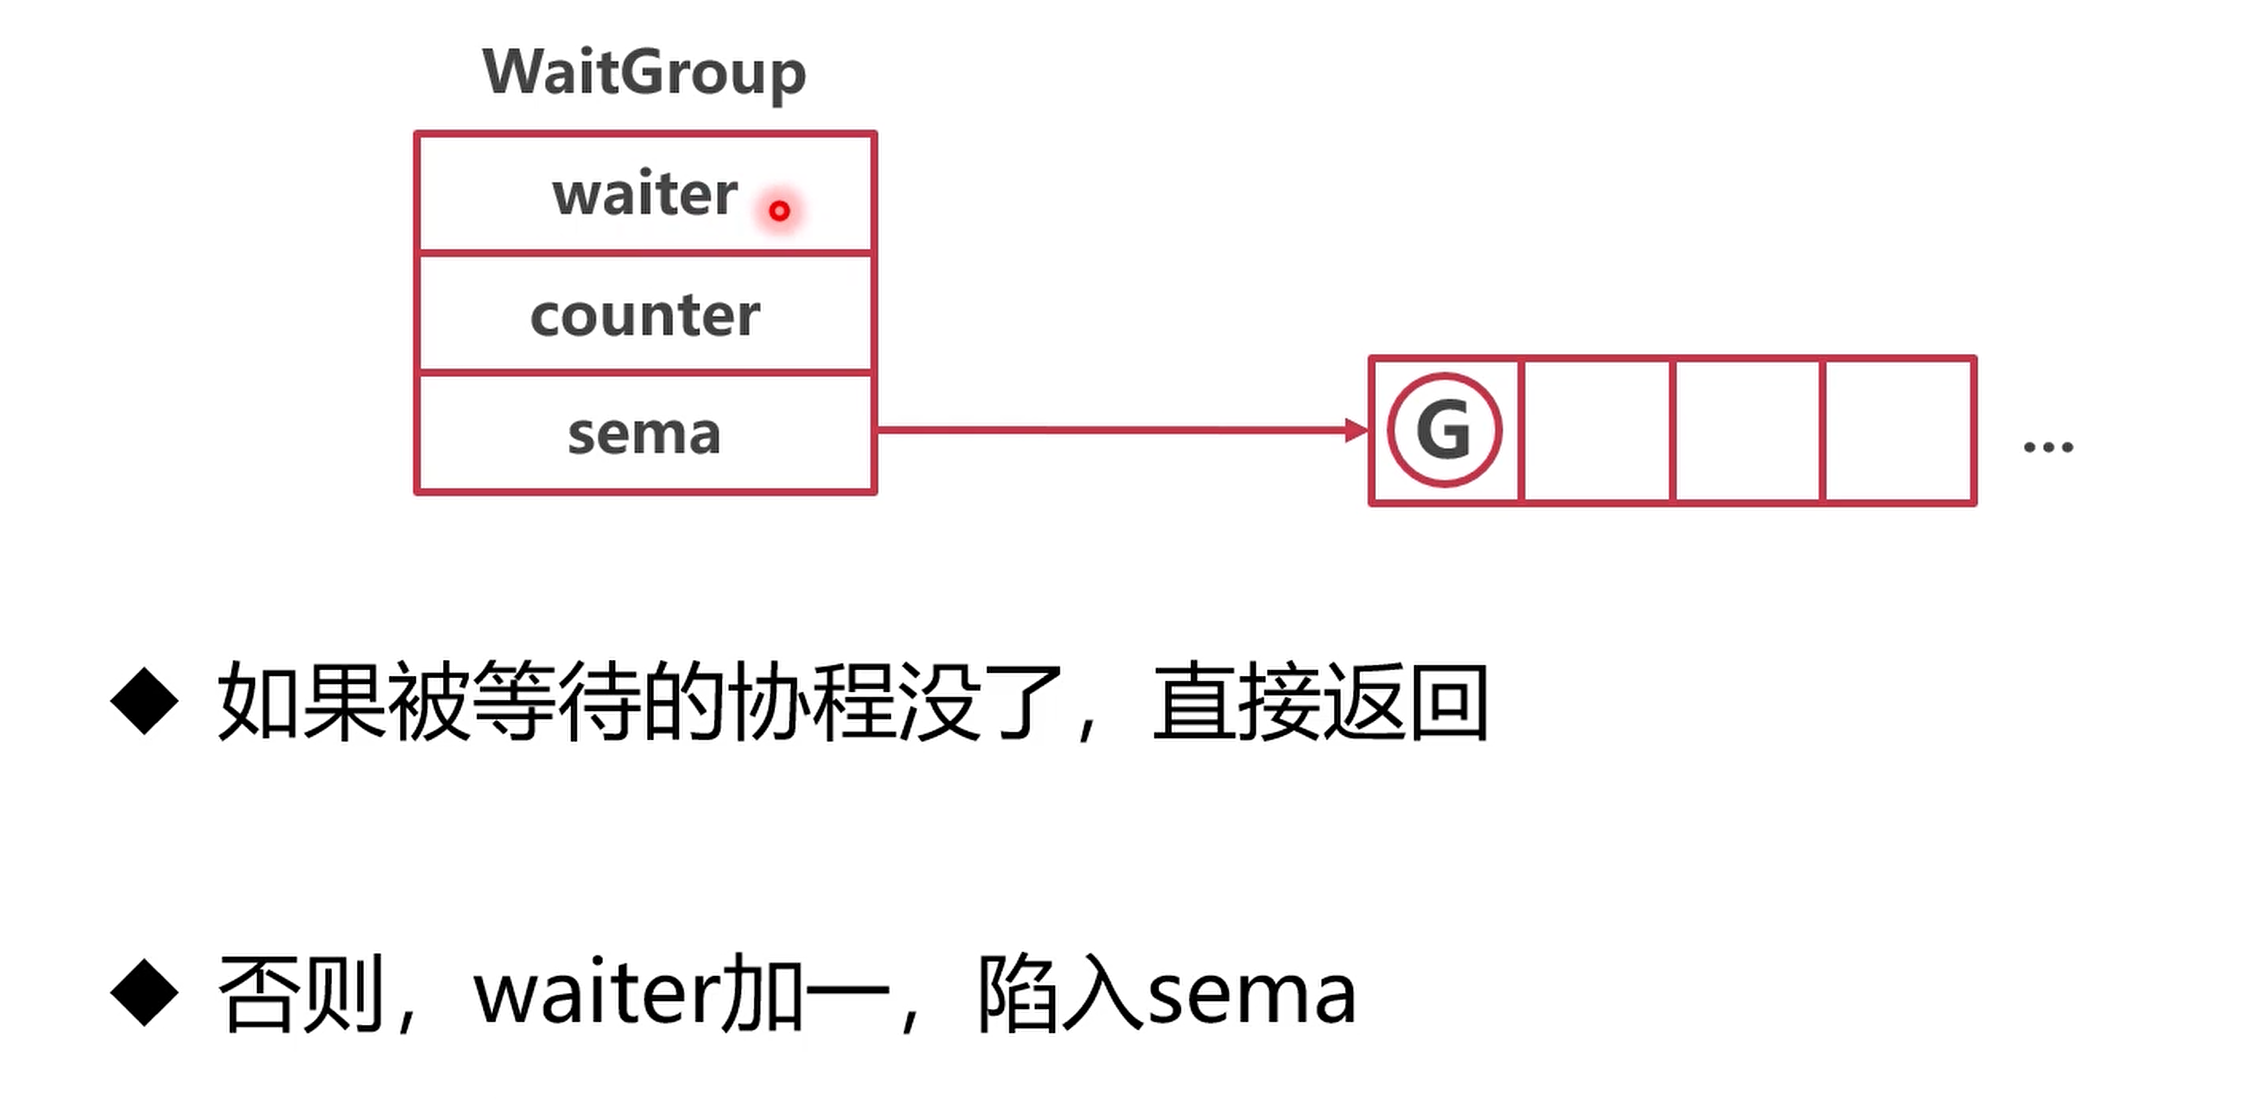 WaitGroup
waiter
counter
sema
G
...
如果被等待的协程没了，直接返回
否则，waiter加一，陷入sema